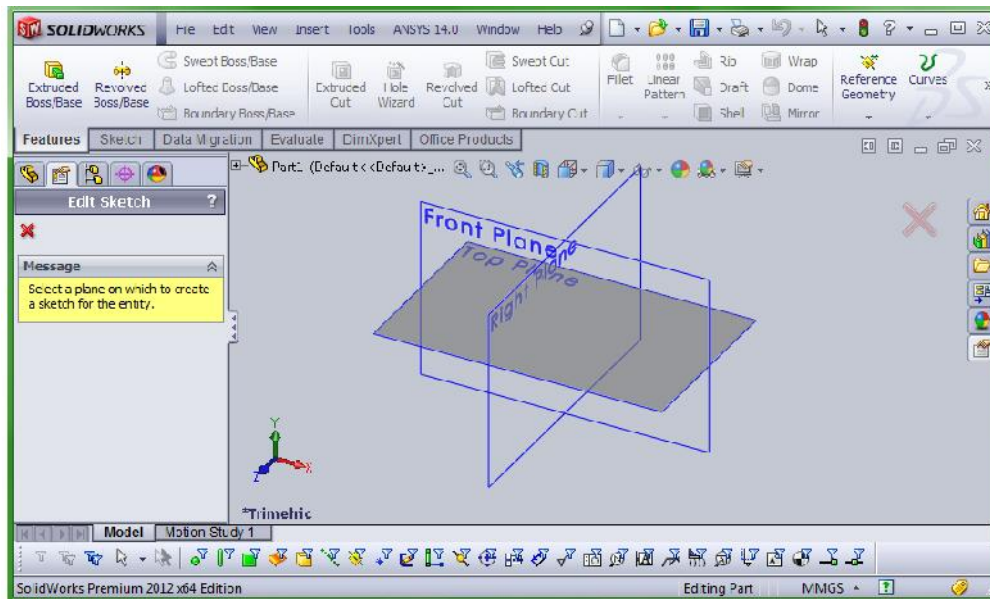 SOLIDWORKS File Edit View Insert Tools ANSYS 14.0 Window Help
Extruded Boss/Base
Revolved Boss/Base
Swept Boss/Base
Lofted Boss/Base
Boundary Boss/Base
Extruded Cut
Hole Wizard
Revolved Cut
Swept Cut
Lofted Cut
Boundary Cut
Fillet
Linear Pattern
Rib
Draft
Shell
Wrap
Dome
Mirror
Reference Geometry
Curves
Features Sketch Data Migration Evaluate DimXpert Office Products
Part1 (Default<<Default>_...
Edit Sketch ?
Message
Select a plane on which to create
a sketch for the entity.
Front Plane
Top Plane
Right Plane
Y
X
Z
*Trimetric
Model Motion Study 1
SolidWorks Premium 2012 x64 Edition Editing Part MMGS ?